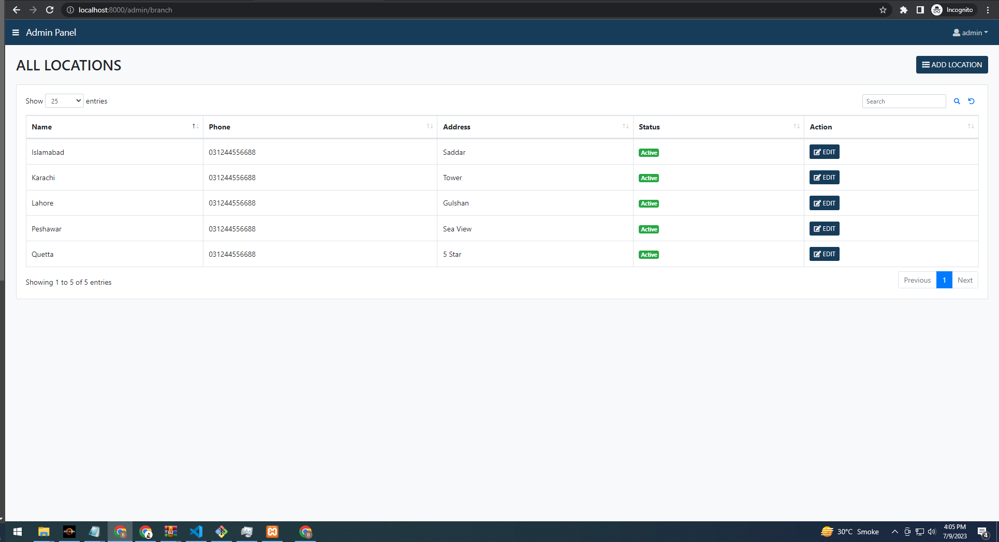 localhost:8000/admin/branch
Incognito
Admin Panel
admin
ALL LOCATIONS
ADD LOCATION
Show 25 entries
Search
Name Phone Address Status Action
Islamabad 031244556688 Saddar Active EDIT
Karachi 031244556688 Tower Active EDIT
Lahore 031244556688 Gulshan Active EDIT
Peshawar 031244556688 Sea View Active EDIT
Quetta 031244556688 5 Star Active EDIT
Showing 1 to 5 of 5 entries
Previous 1 Next
RYZEN
B
B
30°C Smoke
4:05 PM
7/9/2023
4